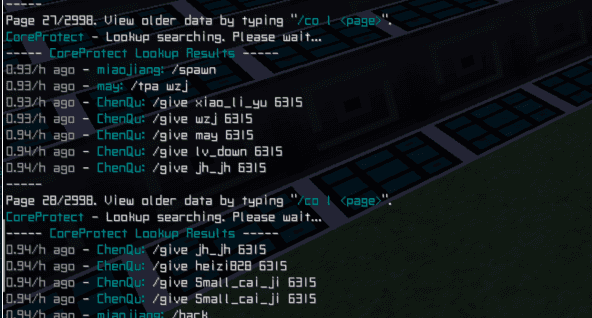 -----
Page 27/2998. View older data by typing "/co l <page>".
CoreProtect - Lookup searching. Please wait...
----- CoreProtect Lookup Results -----
0.93/h ago - miaojiang: /spawn
0.93/h ago - may: /tpa wzj
0.93/h ago - ChenQu: /give xiao_li_yu 6315
0.93/h ago - ChenQu: /give wzj 6315
0.94/h ago - ChenQu: /give may 6315
0.94/h ago - ChenQu: /give lv_down 6315
0.94/h ago - ChenQu: /give jh_jh 6315
-----
Page 28/2998. View older data by typing "/co l <page>".
CoreProtect - Lookup searching. Please wait...
----- CoreProtect Lookup Results -----
0.94/h ago - ChenQu: /give jh_jh 6315
0.94/h ago - ChenQu: /give heizi828 6315
0.94/h ago - ChenQu: /give Small_cai_ji 6315
0.94/h ago - ChenQu: /give Small_cai_ji 6315
0.94/h ago - miaojiang: /back